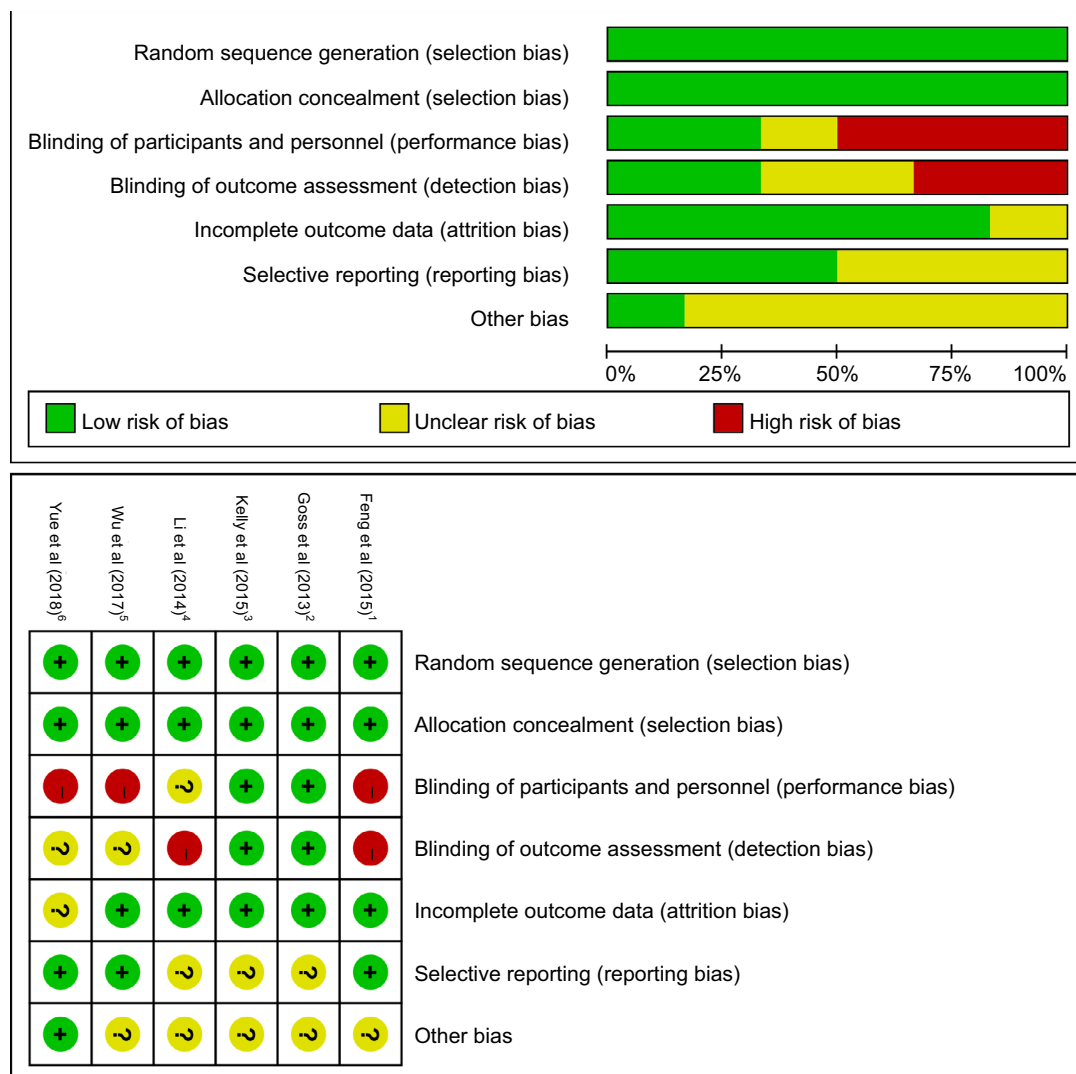 Random sequence generation (selection bias)
Allocation concealment (selection bias)
Blinding of participants and personnel (performance bias)
Blinding of outcome assessment (detection bias)
Incomplete outcome data (attrition bias)
Selective reporting (reporting bias)
Other bias
0% 25% 50% 75% 100%
Low risk of bias Unclear risk of bias High risk of bias
Yue et al (2018)⁶
Wu et al (2017)⁵
Li et al (2014)⁴
Kelly et al (2015)³
Goss et al (2013)²
Feng et al (2015)¹
+ + + + + + Random sequence generation (selection bias)
+ + + + + + Allocation concealment (selection bias)
– – ? + + – Blinding of participants and personnel (performance bias)
? ? – + + – Blinding of outcome assessment (detection bias)
? + + + + + Incomplete outcome data (attrition bias)
+ + ? ? ? + Selective reporting (reporting bias)
+ ? ? ? ? ? Other bias